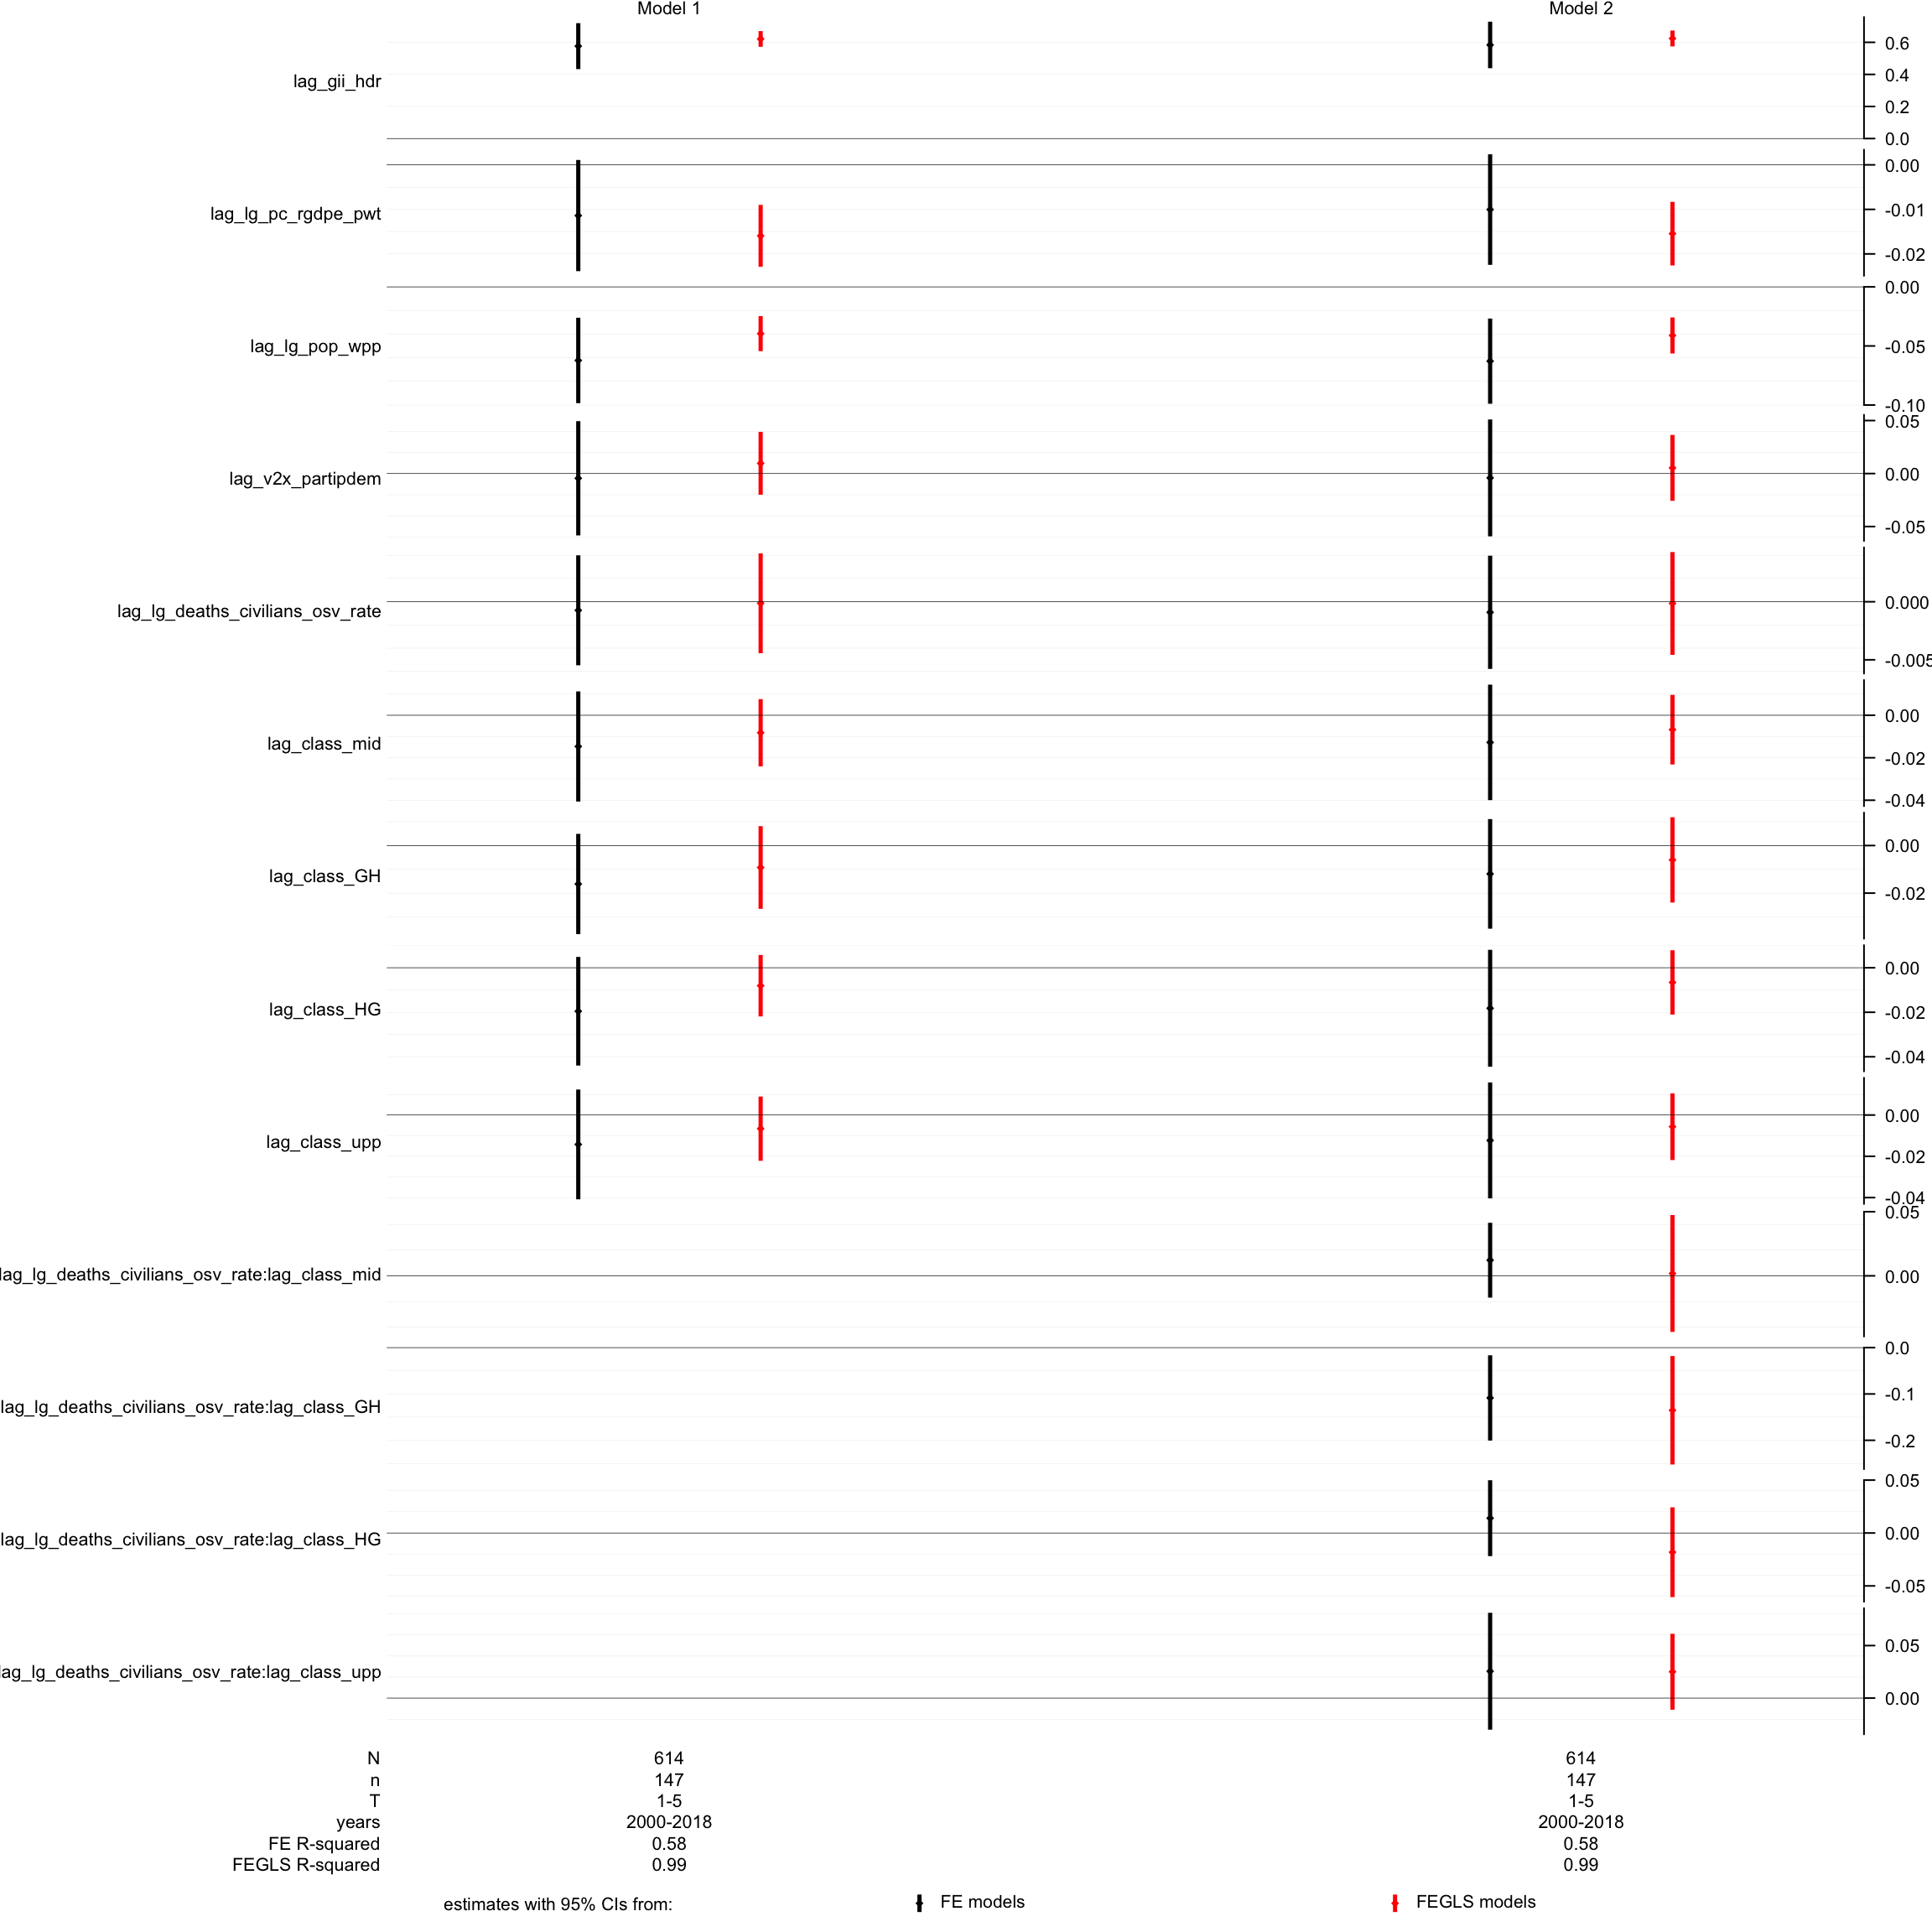 Model 1 Model 2
lag_gii_hdr
0.6
0.4
0.2
0.0
lag_lg_pc_rgdpe_pwt
0.00
-0.01
-0.02
lag_lg_pop_wpp
0.00
-0.05
-0.10
lag_v2x_partipdem
0.05
0.00
-0.05
lag_lg_deaths_civilians_osv_rate
0.000
-0.005
lag_class_mid
0.00
-0.02
-0.04
lag_class_GH
0.00
-0.02
lag_class_HG
0.00
-0.02
-0.04
lag_class_upp
0.00
-0.02
-0.04
lag_lg_deaths_civilians_osv_rate:lag_class_mid
0.05
0.00
lag_lg_deaths_civilians_osv_rate:lag_class_GH
0.0
-0.1
-0.2
lag_lg_deaths_civilians_osv_rate:lag_class_HG
0.05
0.00
-0.05
lag_lg_deaths_civilians_osv_rate:lag_class_upp
0.05
0.00
N 614 614
n 147 147
T 1-5 1-5
years 2000-2018 2000-2018
FE R-squared 0.58 0.58
FEGLS R-squared 0.99 0.99
estimates with 95% CIs from: FE models FEGLS models